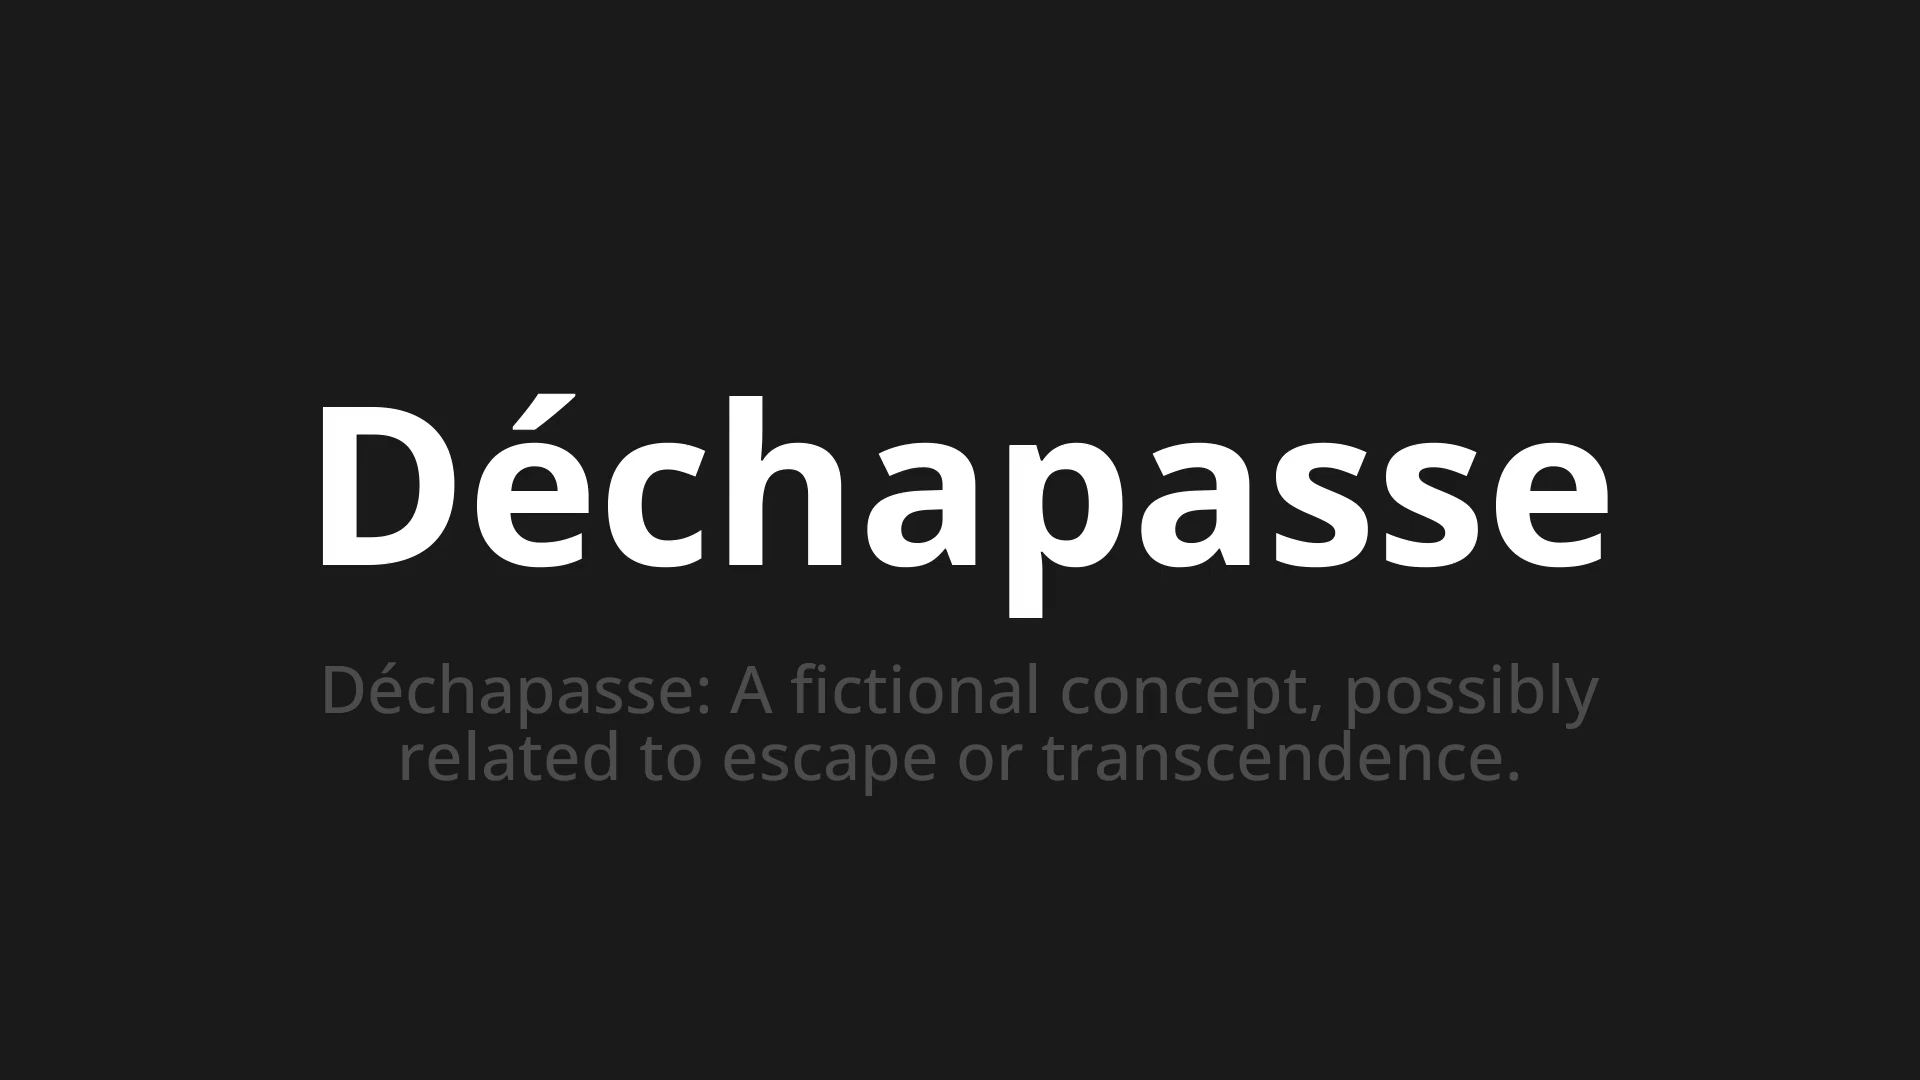 Déchapasse
Déchapasse: A fictional concept, possibly
related to escape or transcendence.